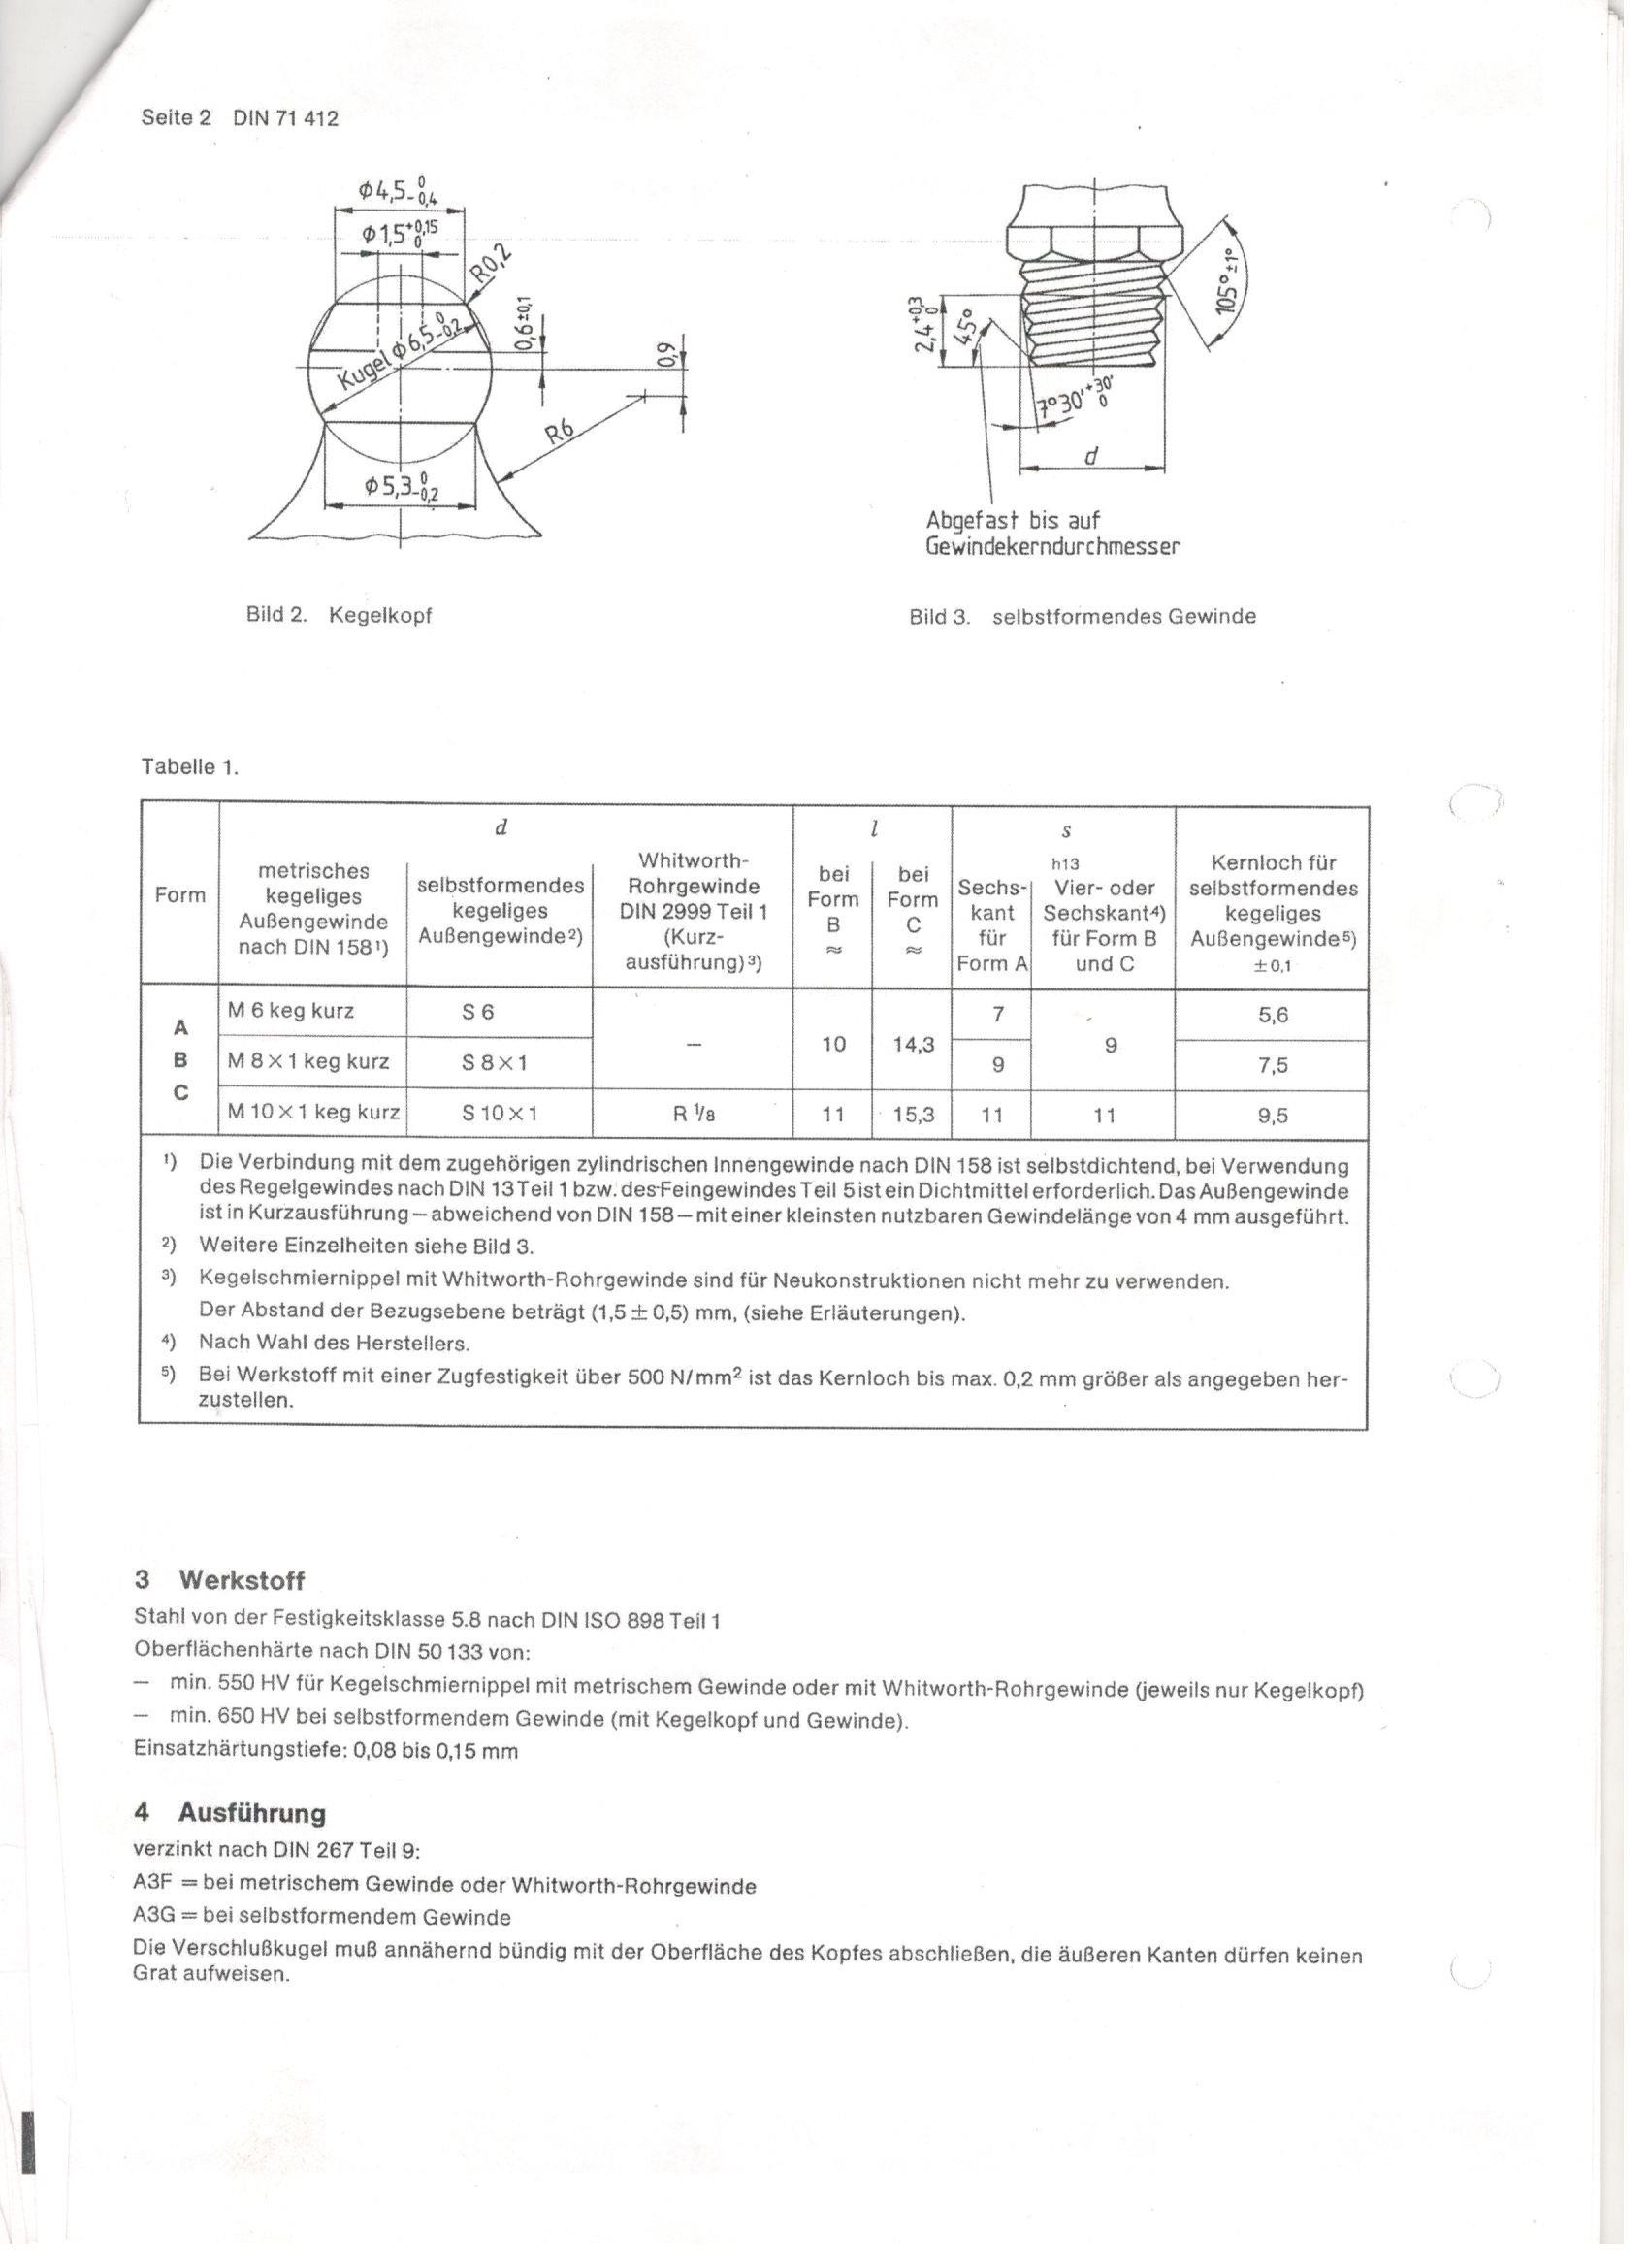 Seite 2 DIN 71 412
Ø4,5 0 -0,4
Ø1,5 +0,15 0
R0,2
Kugel Ø6,5 0 -0,2
0,6±0,1
0,9
R6
Ø5,3 0 -0,2
2,4 +0,3 0
45°
105°±1°
7°30' +30' 0
d
Abgefast bis auf
Gewindekerndurchmesser
Bild 2. Kegelkopf
Bild 3. selbstformendes Gewinde
Tabelle 1.
Form
d
metrisches
kegeliges
Außengewinde
nach DIN 158¹)
selbstformendes
kegeliges
Außengewinde²)
Whitworth-
Rohrgewinde
DIN 2999 Teil 1
(Kurz-
ausführung)³)
l
bei
Form
B
≈
bei
Form
C
≈
s
h13
Sechs-
kant
für
Form A
Vier- oder
Sechskant⁴)
für Form B
und C
Kernloch für
selbstformendes
kegeliges
Außengewinde⁵)
±0,1
A
B
C
M 6 keg kurz S 6 – 10 14,3 7 9 5,6
M 8×1 keg kurz S 8×1 9 7,5
M 10×1 keg kurz S 10×1 R ¹/₈ 11 15,3 11 11 9,5
¹) Die Verbindung mit dem zugehörigen zylindrischen Innengewinde nach DIN 158 ist selbstdichtend, bei Verwendung
des Regelgewindes nach DIN 13 Teil 1 bzw. des Feingewindes Teil 5 ist ein Dichtmittel erforderlich. Das Außengewinde
ist in Kurzausführung – abweichend von DIN 158 – mit einer kleinsten nutzbaren Gewindelänge von 4 mm ausgeführt.
²) Weitere Einzelheiten siehe Bild 3.
³) Kegelschmiernippel mit Whitworth-Rohrgewinde sind für Neukonstruktionen nicht mehr zu verwenden.
Der Abstand der Bezugsebene beträgt (1,5 ± 0,5) mm, (siehe Erläuterungen).
⁴) Nach Wahl des Herstellers.
⁵) Bei Werkstoff mit einer Zugfestigkeit über 500 N/mm² ist das Kernloch bis max. 0,2 mm größer als angegeben her-
zustellen.
3 Werkstoff
Stahl von der Festigkeitsklasse 5.8 nach DIN ISO 898 Teil 1
Oberflächenhärte nach DIN 50 133 von:
– min. 550 HV für Kegelschmiernippel mit metrischem Gewinde oder mit Whitworth-Rohrgewinde (jeweils nur Kegelkopf)
– min. 650 HV bei selbstformendem Gewinde (mit Kegelkopf und Gewinde).
Einsatzhärtungstiefe: 0,08 bis 0,15 mm
4 Ausführung
verzinkt nach DIN 267 Teil 9:
A3F = bei metrischem Gewinde oder Whitworth-Rohrgewinde
A3G = bei selbstformendem Gewinde
Die Verschlußkugel muß annähernd bündig mit der Oberfläche des Kopfes abschließen, die äußeren Kanten dürfen keinen
Grat aufweisen.